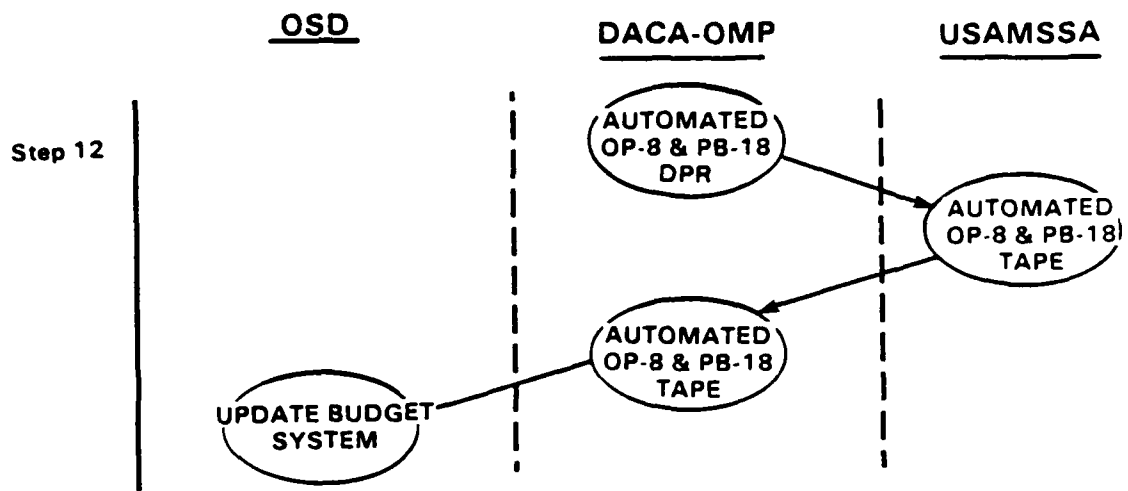 OSD
DACA-OMP
USAMSSA
Step 12
AUTOMATED
OP-8 & PB-18
DPR
AUTOMATED
OP-8 & PB-18
TAPE
AUTOMATED
OP-8 & PB-18
TAPE
UPDATE BUDGET
SYSTEM